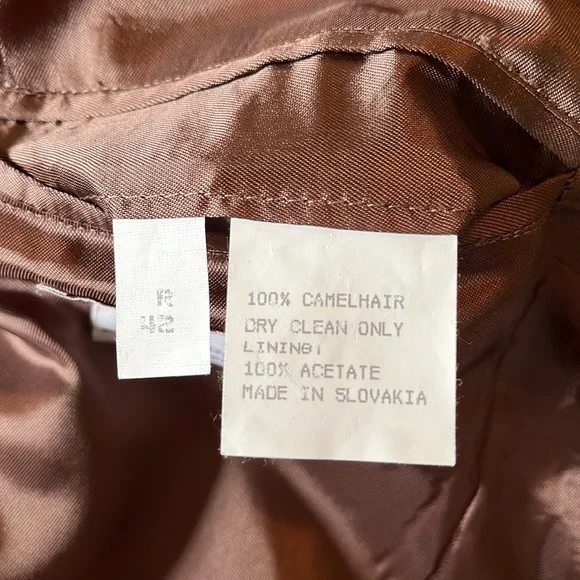 R
42
100% CAMELHAIR
DRY CLEAN ONLY
LINING:
100% ACETATE
MADE IN SLOVAKIA